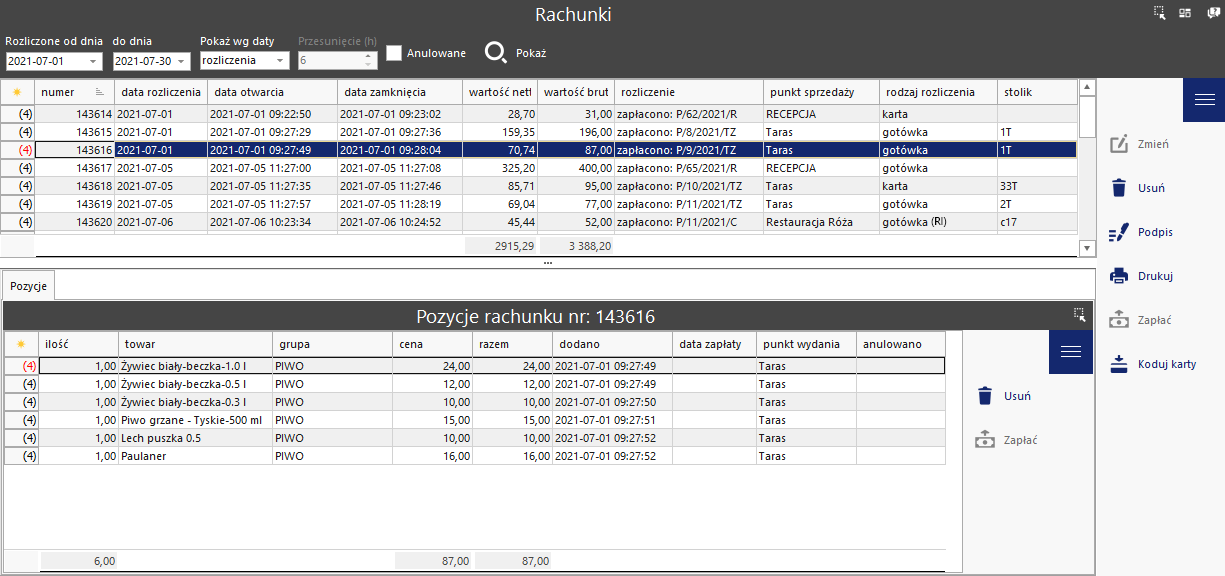 Rachunki
Rozliczone od dnia do dnia Pokaż wg daty Przesunięcie (h)
2021-07-01 2021-07-30 rozliczenia 6 Anulowane Pokaż
numer data rozliczenia data otwarcia data zamknięcia wartość nett wartość brut rozliczenie punkt sprzedaży rodzaj rozliczenia stolik
(4) 143614 2021-07-01 2021-07-01 09:22:50 2021-07-01 09:23:02 28,70 31,00 zapłacono: P/62/2021/R RECEPCJA karta
(4) 143615 2021-07-01 2021-07-01 09:27:29 2021-07-01 09:27:36 159,35 196,00 zapłacono: P/8/2021/TZ Taras gotówka 1T
(4) 143616 2021-07-01 2021-07-01 09:27:49 2021-07-01 09:28:04 70,74 87,00 zapłacono: P/9/2021/TZ Taras gotówka 1T
(4) 143617 2021-07-05 2021-07-05 11:27:00 2021-07-05 11:27:08 325,20 400,00 zapłacono: P/65/2021/R RECEPCJA gotówka
(4) 143618 2021-07-05 2021-07-05 11:27:35 2021-07-05 11:27:46 85,71 95,00 zapłacono: P/10/2021/TZ Taras karta 33T
(4) 143619 2021-07-05 2021-07-05 11:27:57 2021-07-05 11:28:19 69,04 77,00 zapłacono: P/11/2021/TZ Taras gotówka 2T
(4) 143620 2021-07-06 2021-07-06 10:23:34 2021-07-06 10:24:52 45,44 52,00 zapłacono: P/11/2021/C Restauracja Róża gotówka (RI) c17
2915,29 3 388,20
Zmień
Usuń
Podpis
Drukuj
Zapłać
Koduj karty
Pozycje
Pozycje rachunku nr: 143616
ilość towar grupa cena razem dodano data zapłaty punkt wydania anulowano
(4) 1,00 Żywiec biały-beczka-1.0 l PIWO 24,00 24,00 2021-07-01 09:27:49 Taras
(4) 1,00 Żywiec biały-beczka-0.5 l PIWO 12,00 12,00 2021-07-01 09:27:49 Taras
(4) 1,00 Żywiec biały-beczka-0.3 l PIWO 10,00 10,00 2021-07-01 09:27:50 Taras
(4) 1,00 Piwo grzane - Tyskie-500 ml PIWO 15,00 15,00 2021-07-01 09:27:51 Taras
(4) 1,00 Lech puszka 0.5 PIWO 10,00 10,00 2021-07-01 09:27:52 Taras
(4) 1,00 Paulaner PIWO 16,00 16,00 2021-07-01 09:27:52 Taras
6,00 87,00 87,00
Usuń
Zapłać